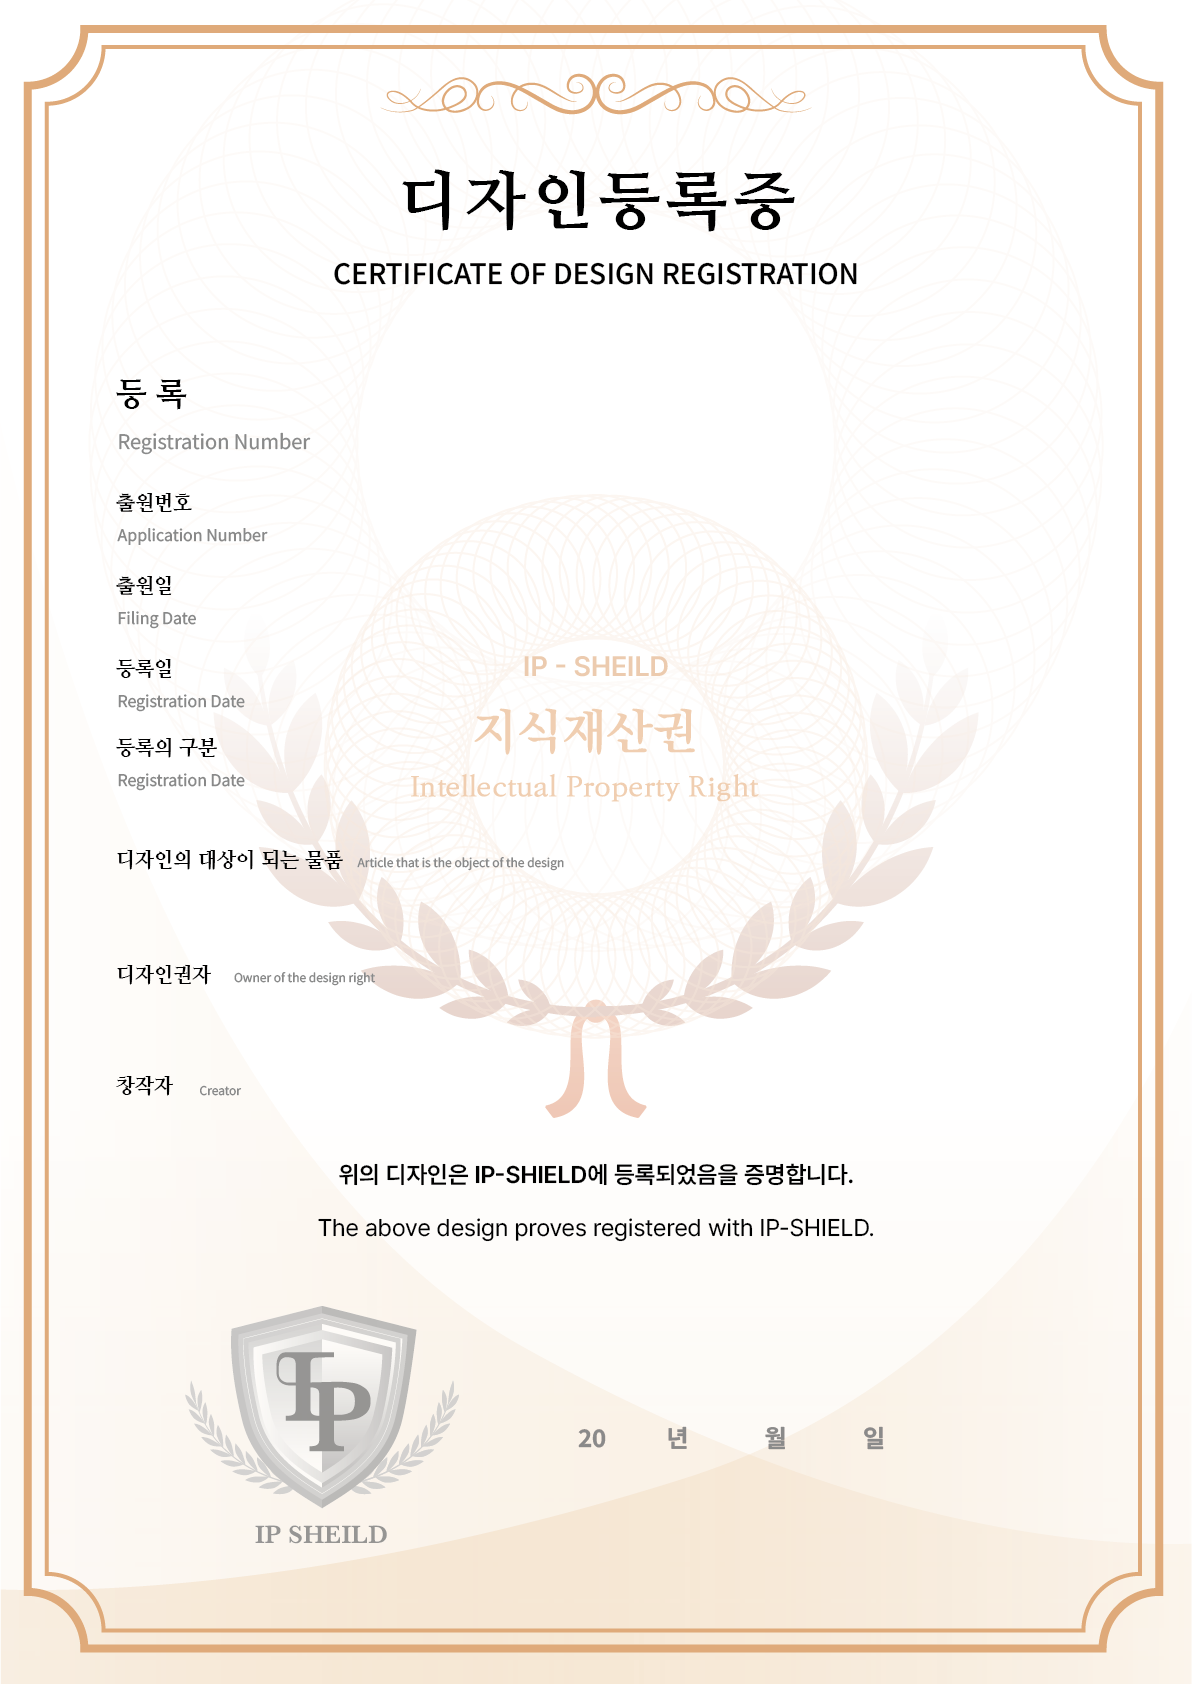 디자인등록증
CERTIFICATE OF DESIGN REGISTRATION
등 록
Registration Number
출원번호
Application Number
출원일
Filing Date
등록일
Registration Date
등록의 구분
Registration Date
IP - SHEILD
지식재산권
Intellectual Property Right
디자인의 대상이 되는 물품 Article that is the object of the design
디자인권자 Owner of the design right
창작자 Creator
위의 디자인은 IP-SHIELD에 등록되었음을 증명합니다.
The above design proves registered with IP-SHIELD.
IP
20 년 월 일
IP SHEILD